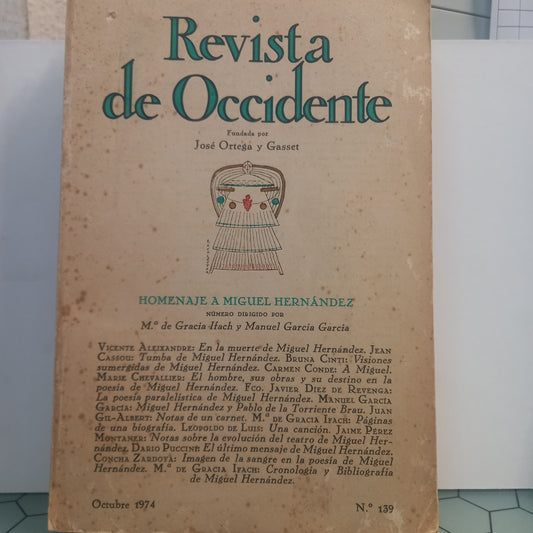 Revista
de Occidente
Fundada por
José Ortega y Gasset
HOMENAJE A MIGUEL HERNÁNDEZ
NÚMERO DIRIGIDO POR
M.ª de Gracia Ifach y Manuel García García
VICENTE ALEIXANDRE: En la muerte de Miguel Hernández. JEAN
CASSOU: Tumba de Miguel Hernández. BRUNA CINTI: Visiones
sumergidas de Miguel Hernández. CARMEN CONDE: A Miguel.
MARIE CHEVALLIER: El hombre, sus obras y su destino en la
poesía de Miguel Hernández. FCO. JAVIER DIEZ DE REVENGA:
La poesía paralelística de Miguel Hernández. MANUEL GARCÍA
GARCÍA: Miguel Hernández y Pablo de la Torriente Brau. JUAN
GIL-ALBERT: Notas de un carnet. M.ª DE GRACIA IFACH: Páginas
de una biografía. LEOPOLDO DE LUIS: Una canción. JAIME PÉREZ
MONTANER: Notas sobre la evolución del teatro de Miguel Her-
nández. DARIO PUCCINI: El último mensaje de Miguel Hernández.
CONCHA ZARDOYA: Imagen de la sangre en la poesía de Miguel
Hernández. M.ª DE GRACIA IFACH: Cronología y Bibliografía
de Miguel Hernández.
Octubre 1974
N.º 139